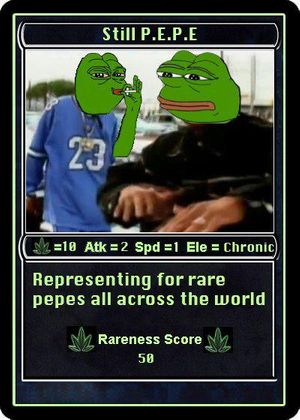 Still P.E.P.E
23
=10 Atk = 2 Spd =1 Ele = Chronic
Representing for rare
pepes all across the world
Rareness Score
50